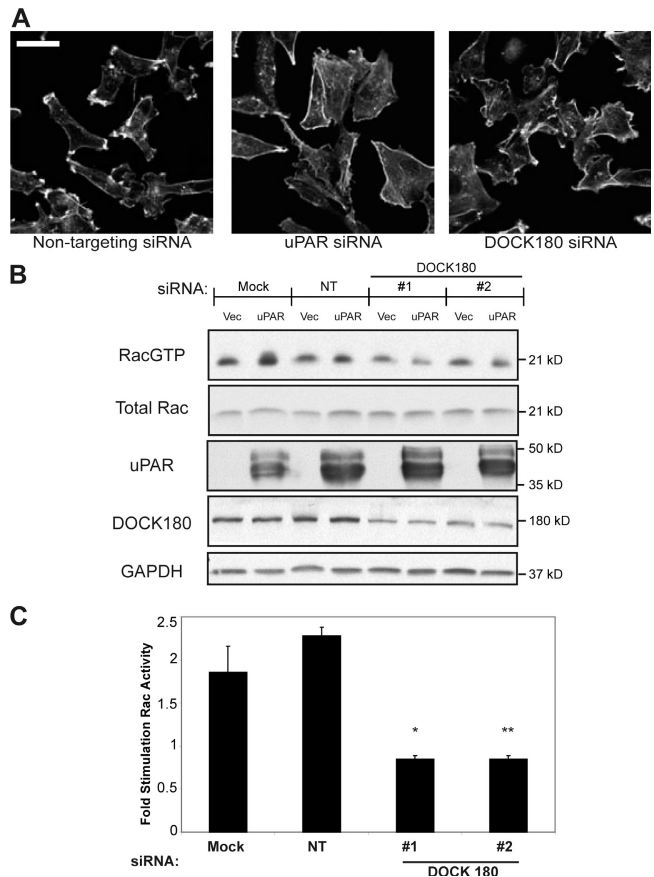 A
Non-targeting siRNA uPAR siRNA DOCK180 siRNA
B
DOCK180
siRNA: Mock NT #1 #2
Vec uPAR Vec uPAR Vec uPAR Vec uPAR
RacGTP 21 kD
Total Rac 21 kD
uPAR 50 kD
35 kD
DOCK180 180 kD
GAPDH 37 kD
C
Fold Stimulation Rac Activity
2.5
2
1.5
1
0.5
0
* **
Mock NT #1 #2
siRNA: DOCK 180